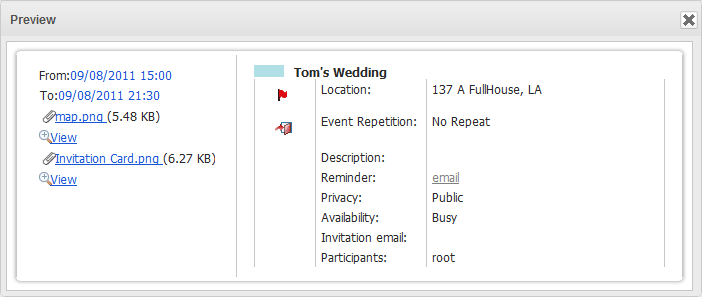 Preview
From:09/08/2011 15:00
To:09/08/2011 21:30
map.png (5.48 KB)
View
Invitation Card.png (6.27 KB)
View
Tom's Wedding
Location: 137 A FullHouse, LA
Event Repetition: No Repeat
Description:
Reminder: email
Privacy: Public
Availability: Busy
Invitation email:
Participants: root